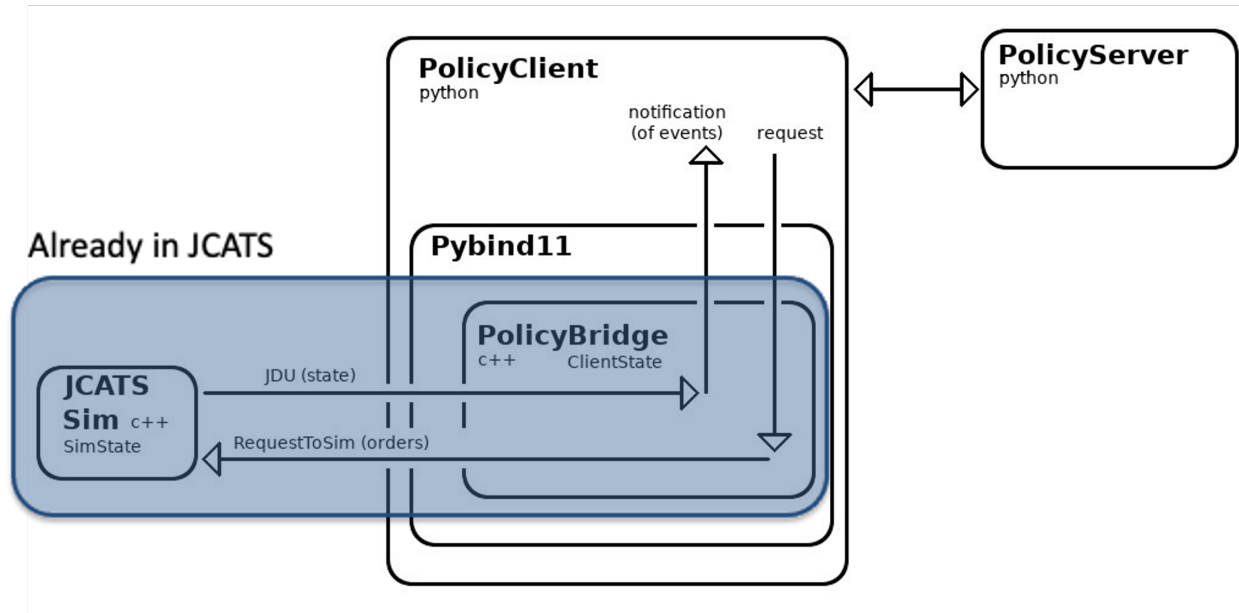 PolicyClient
python
PolicyServer
python
notification
(of events)
request
Already in JCATS
Pybind11
PolicyBridge
c++ ClientState
JCATS
Sim c++
SimState
JDU (state)
RequestToSim (orders)